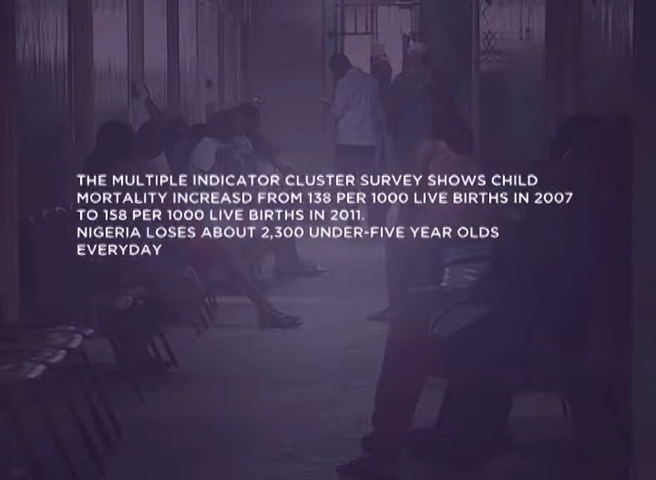 THE MULTIPLE INDICATOR CLUSTER SURVEY SHOWS CHILD
MORTALITY INCREASD FROM 138 PER 1000 LIVE BIRTHS IN 2007
TO 158 PER 1000 LIVE BIRTHS IN 2011.
NIGERIA LOSES ABOUT 2,300 UNDER-FIVE YEAR OLDS
EVERYDAY